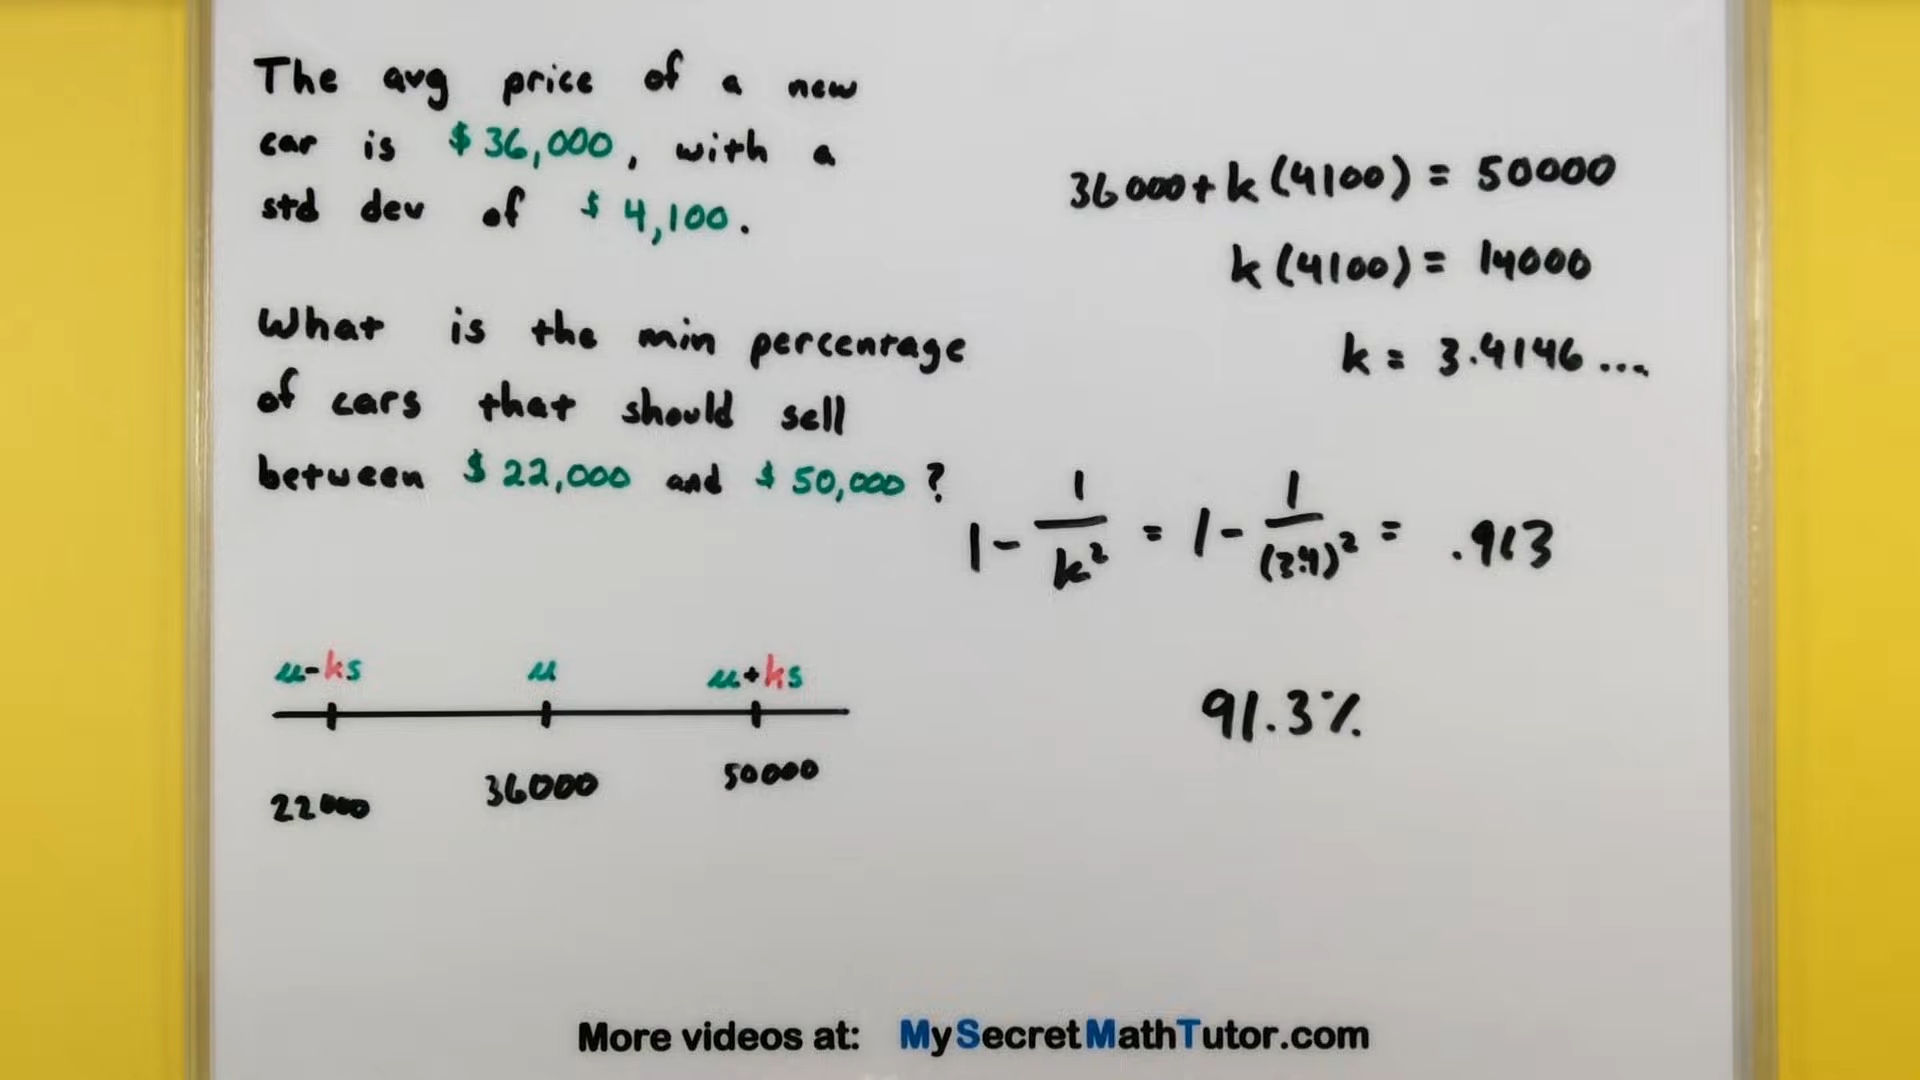 The avg price of a new
car is $36,000, with a
std dev of $4,100.
What is the min percentage
of cars that should sell
between $22,000 and $50,000?
μ-ks μ μ+ks
22000 36000 50000
36000+k(4100)=50000
k(4100)=14000
k=3.4146...
1-1/k²=1-1/(3.4)²=.913
91.3%
More videos at: MySecretMathTutor.com